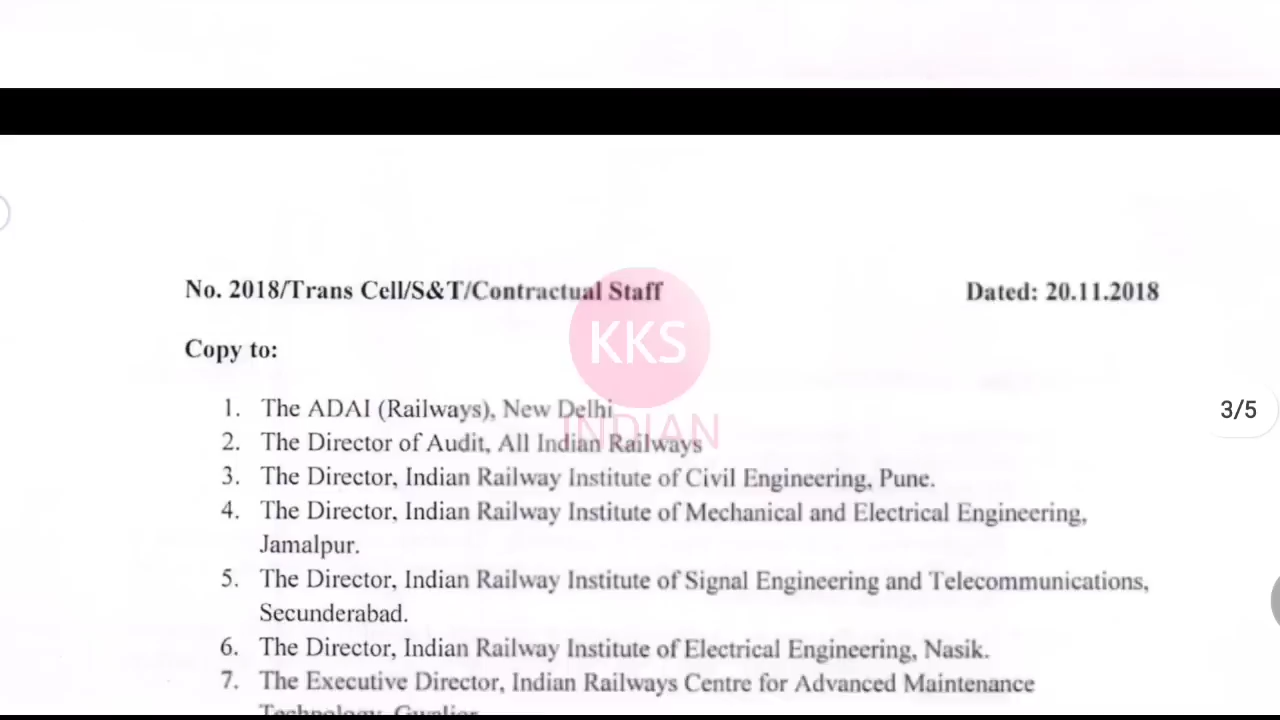 No. 2018/Trans Cell/S&T/Contractual Staff Dated: 20.11.2018
Copy to:
1. The ADAI (Railways), New Delhi
2. The Director of Audit, All Indian Railways
3. The Director, Indian Railway Institute of Civil Engineering, Pune.
4. The Director, Indian Railway Institute of Mechanical and Electrical Engineering,
Jamalpur.
5. The Director, Indian Railway Institute of Signal Engineering and Telecommunications,
Secunderabad.
6. The Director, Indian Railway Institute of Electrical Engineering, Nasik.
7. The Executive Director, Indian Railways Centre for Advanced Maintenance
Technology, Gwalior
KKS
INDIAN
3/5